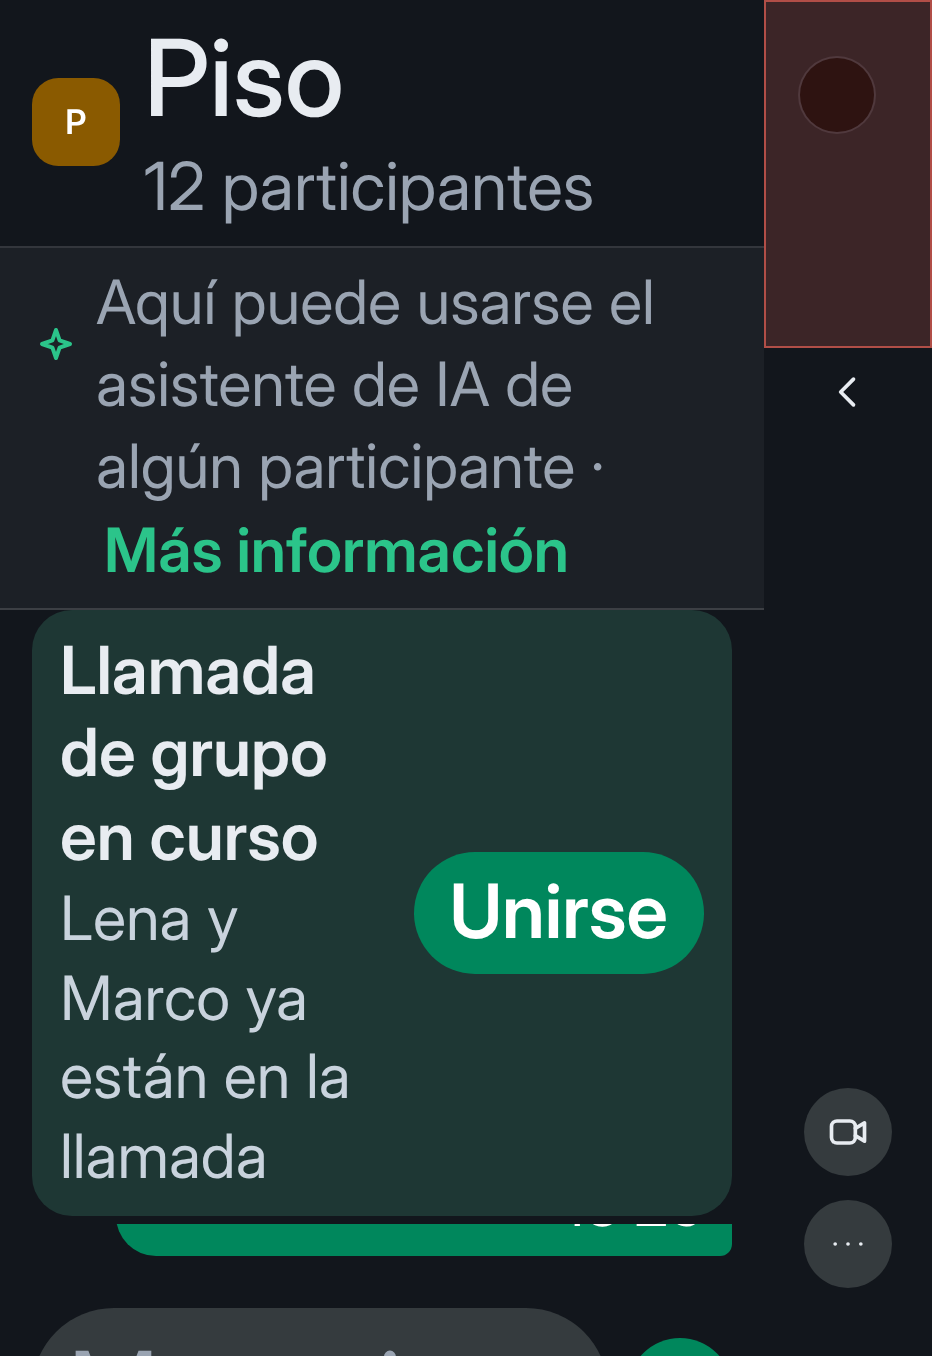 P
Piso
12 participantes
Aquí puede usarse el
asistente de IA de
algún participante ·
Más información
Llamada
de grupo
en curso
Lena y
Marco ya
están en la
llamada
Unirse